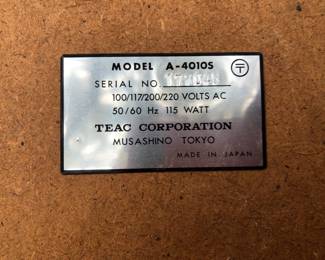 MODEL A-4010S
SERIAL NO.
100/117/200/220 VOLTS AC
50/60 Hz 115 WATT
TEAC CORPORATION
MUSASHINO TOKYO
MADE IN JAPAN